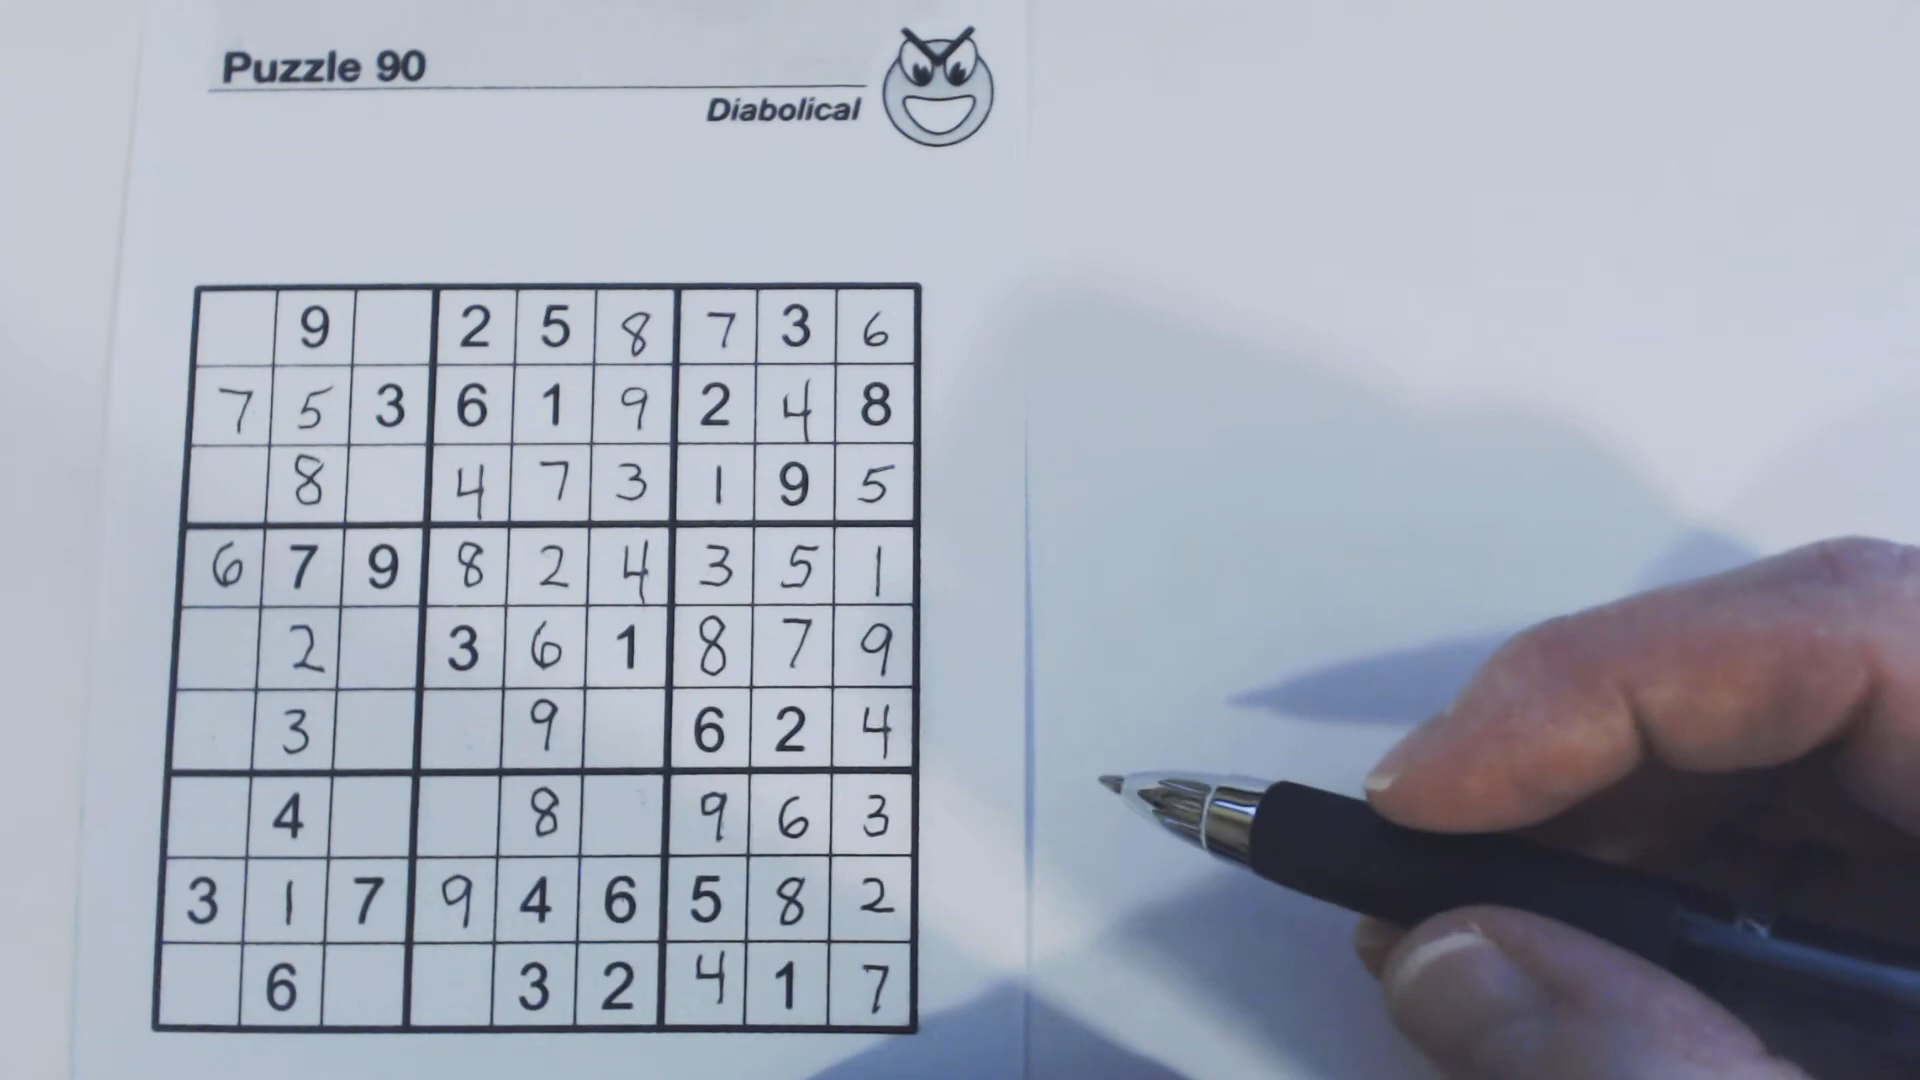 Puzzle 90
Diabolical
9 2 5 8 7 3 6
7 5 3 6 1 9 2 4 8
8 4 7 3 1 9 5
6 7 9 8 2 4 3 5 1
2 3 6 1 8 7 9
3 9 6 2 4
4 8 9 6 3
3 1 7 9 4 6 5 8 2
6 3 2 4 1 7